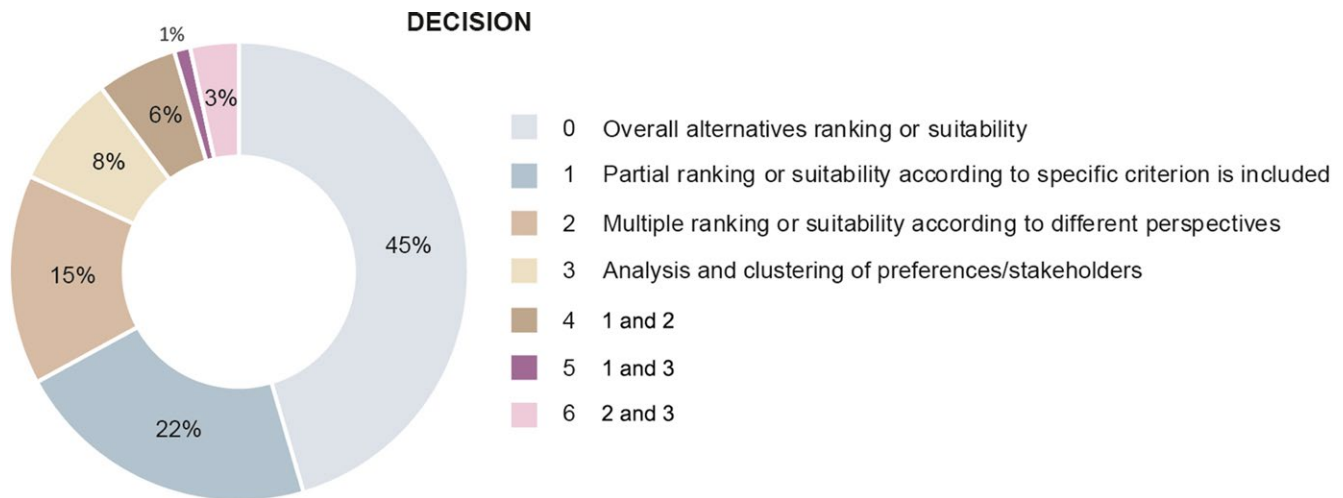 DECISION
1%
3%
6%
8%
45%
15%
22%
0 Overall alternatives ranking or suitability
1 Partial ranking or suitability according to specific criterion is included
2 Multiple ranking or suitability according to different perspectives
3 Analysis and clustering of preferences/stakeholders
4 1 and 2
5 1 and 3
6 2 and 3